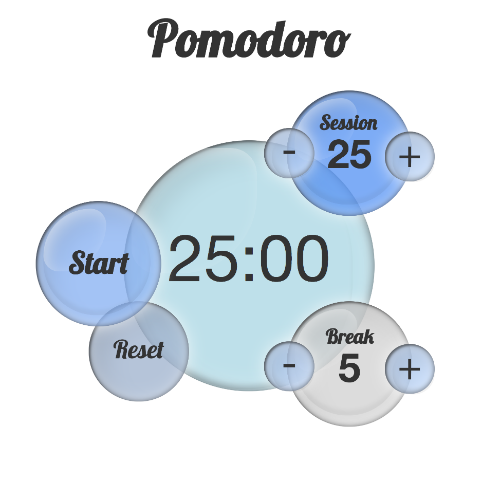 Pomodoro
Session
- 25 +
Start
25:00
Reset
Break
- 5 +